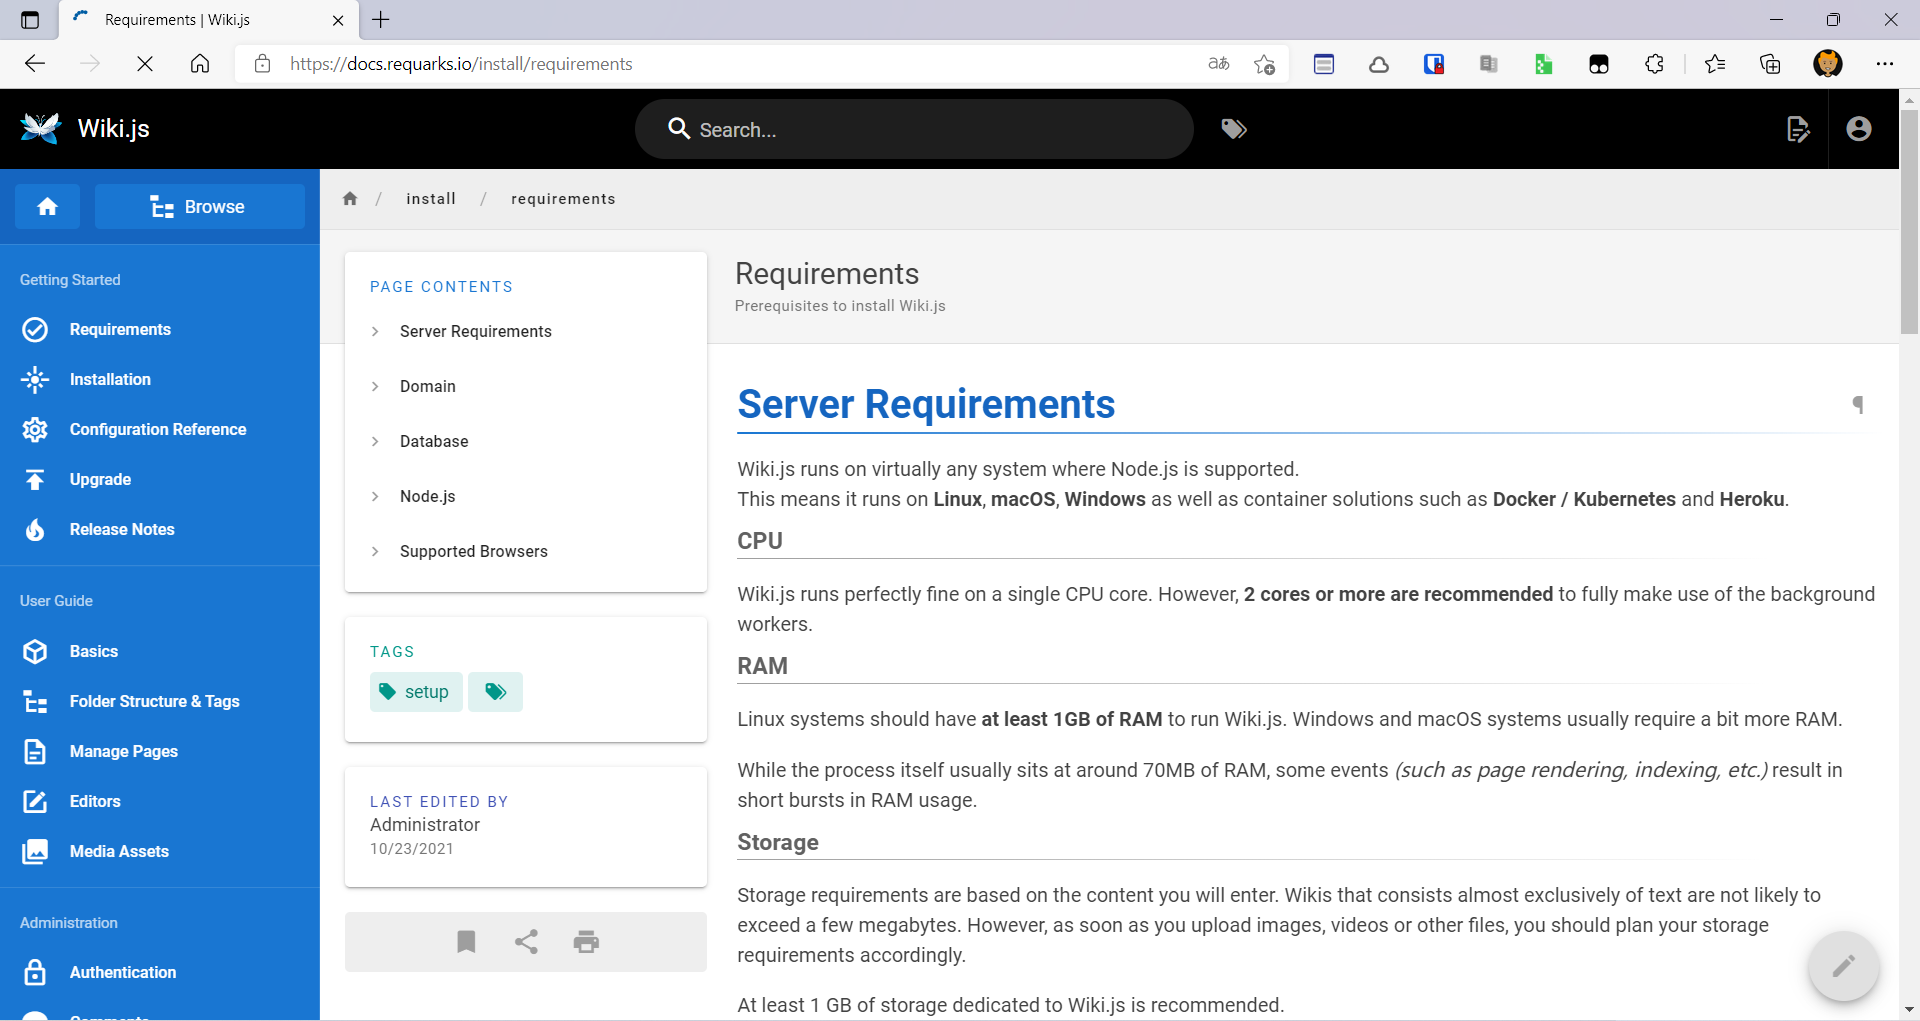 Requirements | Wiki.js
https://docs.requarks.io/install/requirements
Wiki.js
Search...
Browse
install / requirements
Getting Started
Requirements
Installation
Configuration Reference
Upgrade
Release Notes
User Guide
Basics
Folder Structure & Tags
Manage Pages
Editors
Media Assets
Administration
Authentication
PAGE CONTENTS
Server Requirements
Domain
Database
Node.js
Supported Browsers
TAGS
setup
LAST EDITED BY
Administrator
10/23/2021
Requirements
Prerequisites to install Wiki.js
Server Requirements ¶
Wiki.js runs on virtually any system where Node.js is supported.
This means it runs on Linux, macOS, Windows as well as container solutions such as Docker / Kubernetes and Heroku.
CPU
Wiki.js runs perfectly fine on a single CPU core. However, 2 cores or more are recommended to fully make use of the background
workers.
RAM
Linux systems should have at least 1GB of RAM to run Wiki.js. Windows and macOS systems usually require a bit more RAM.
While the process itself usually sits at around 70MB of RAM, some events (such as page rendering, indexing, etc.) result in
short bursts in RAM usage.
Storage
Storage requirements are based on the content you will enter. Wikis that consists almost exclusively of text are not likely to
exceed a few megabytes. However, as soon as you upload images, videos or other files, you should plan your storage
requirements accordingly.
At least 1 GB of storage dedicated to Wiki.js is recommended.